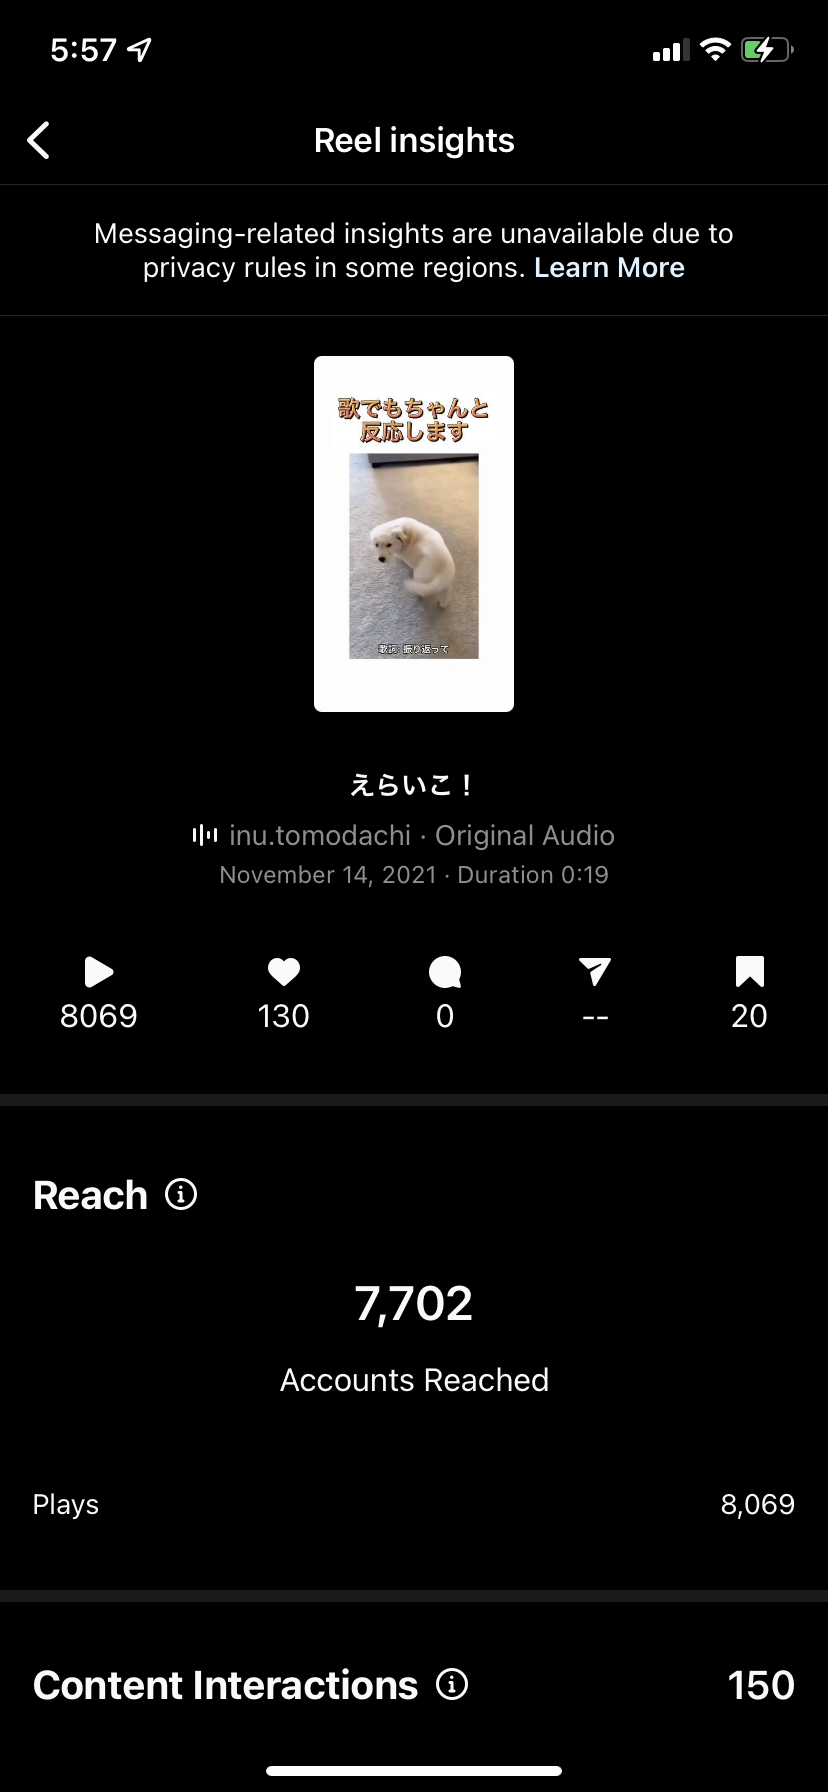 5:57
Reel insights
Messaging-related insights are unavailable due to
privacy rules in some regions. Learn More
歌でもちゃんと
反応します
歌詞: 振り返って
えらいこ！
inu.tomodachi · Original Audio
November 14, 2021 · Duration 0:19
8069 130 0 -- 20
Reach
7,702
Accounts Reached
Plays 8,069
Content Interactions 150